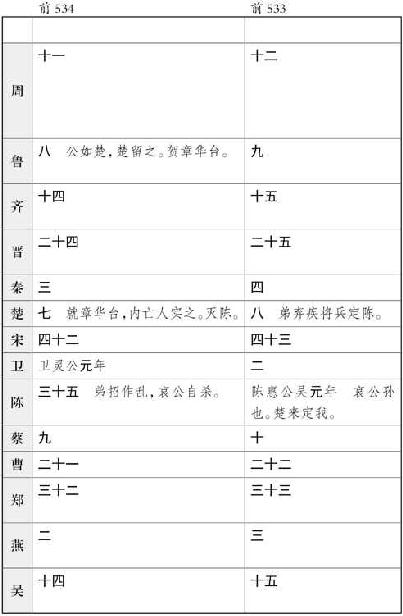 前 534 前 533
周 十一 十二
鲁 八 公如楚，楚留之。贺章华台。 九
齐 十四 十五
晋 二十四 二十五
秦 三 四
楚 七 就章华台，内亡人实之。灭陈。 八 弟弃疾将兵定陈。
宋 四十二 四十三
卫 卫灵公元年 二
陈 三十五 弟招作乱，哀公自杀。 陈惠公吴元年 哀公孙
也。楚来定我。
蔡 九 十
曹 二十一 二十二
郑 三十二 三十三
燕 二 三
吴 十四 十五